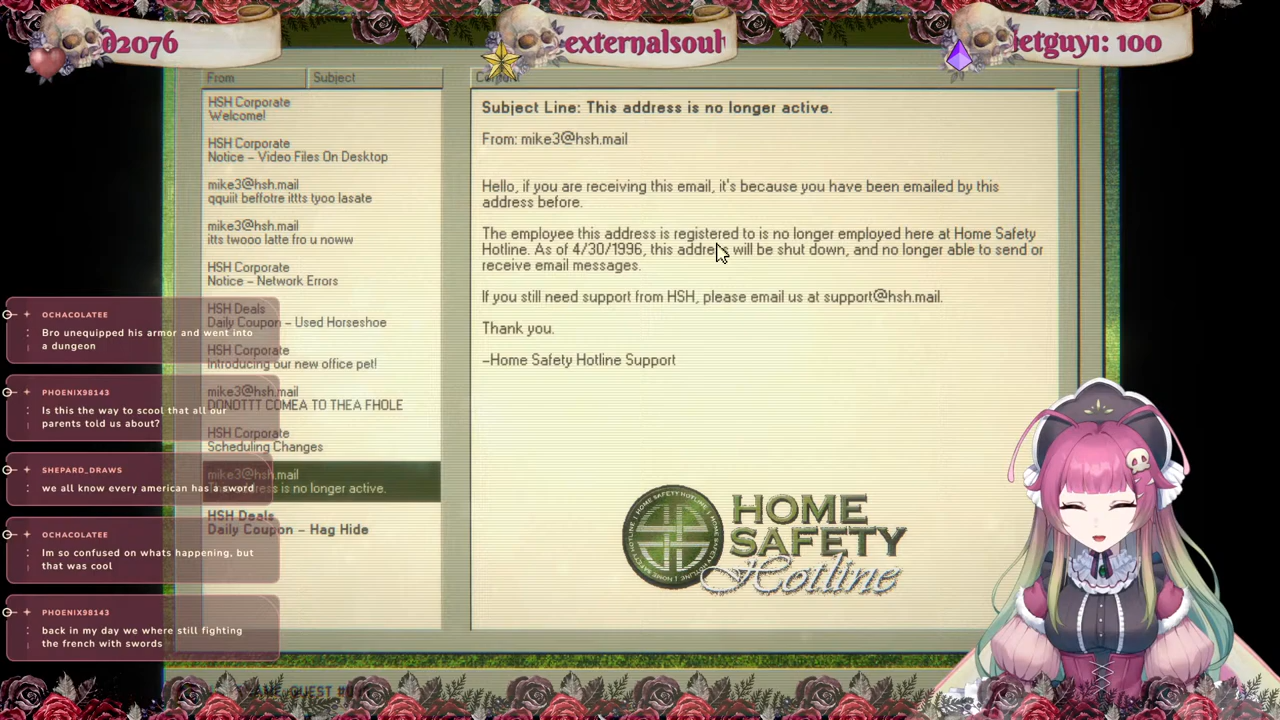 d2076
externalsoul
jetguy1: 100
From
Subject
Content
HSH Corporate
Welcome!
HSH Corporate
Notice - Video Files On Desktop
mike3@hsh.mail
qquiit beffotre ittts tyoo lasate
mike3@hsh.mail
itts twooo latte fro u noww
HSH Corporate
Notice - Network Errors
HSH Deals
Daily Coupon - Used Horseshoe
HSH Corporate
Introducing our new office pet!
mike3@hsh.mail
DONDTTT COMEA TO THEA FHOLE
HSH Corporate
Scheduling Changes
mike3@hsh.mail
address is no longer active.
HSH Deals
Daily Coupon - Hag Hide
Subject Line: This address is no longer active.
From: mike3@hsh.mail
Hello, if you are receiving this email, it's because you have been emailed by this
address before.
The employee this address is registered to is no longer employed here at Home Safety
Hotline. As of 4/30/1996, this address will be shut down, and no longer able to send or
receive email messages.
If you still need support from HSH, please email us at support@hsh.mail.
Thank you.
-Home Safety Hotline Support
HOME SAFETY HOTLINE
HOME
SAFETY
Hotline
OCHACOLATEE
Bro unequipped his armor and went into
a dungeon
PHOENIX98143
Is this the way to scool that all our
parents told us about?
SHEPARD_DRAWS
we all know every american has a sword
OCHACOLATEE
Im so confused on whats happening, but
that was cool
PHOENIX98143
back in my day we where still fighting
the french with swords